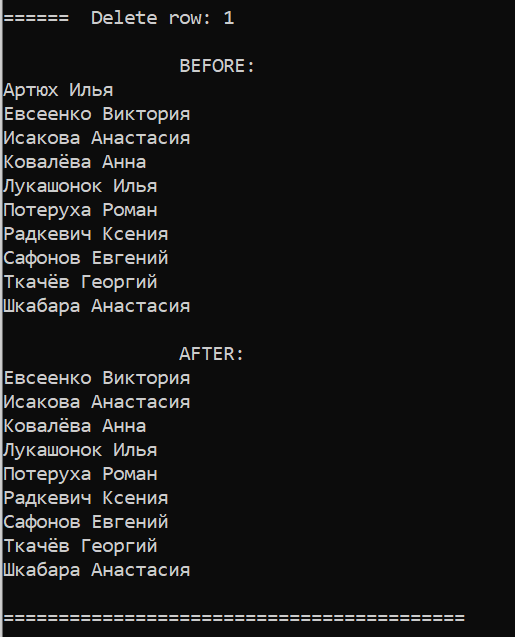 ====== Delete row: 1
BEFORE:
Артюх Илья
Евсеенко Виктория
Исакова Анастасия
Ковалёва Анна
Лукашонок Илья
Потеруха Роман
Радкевич Ксения
Сафонов Евгений
Ткачёв Георгий
Шкабара Анастасия
AFTER:
Евсеенко Виктория
Исакова Анастасия
Ковалёва Анна
Лукашонок Илья
Потеруха Роман
Радкевич Ксения
Сафонов Евгений
Ткачёв Георгий
Шкабара Анастасия
==========================================